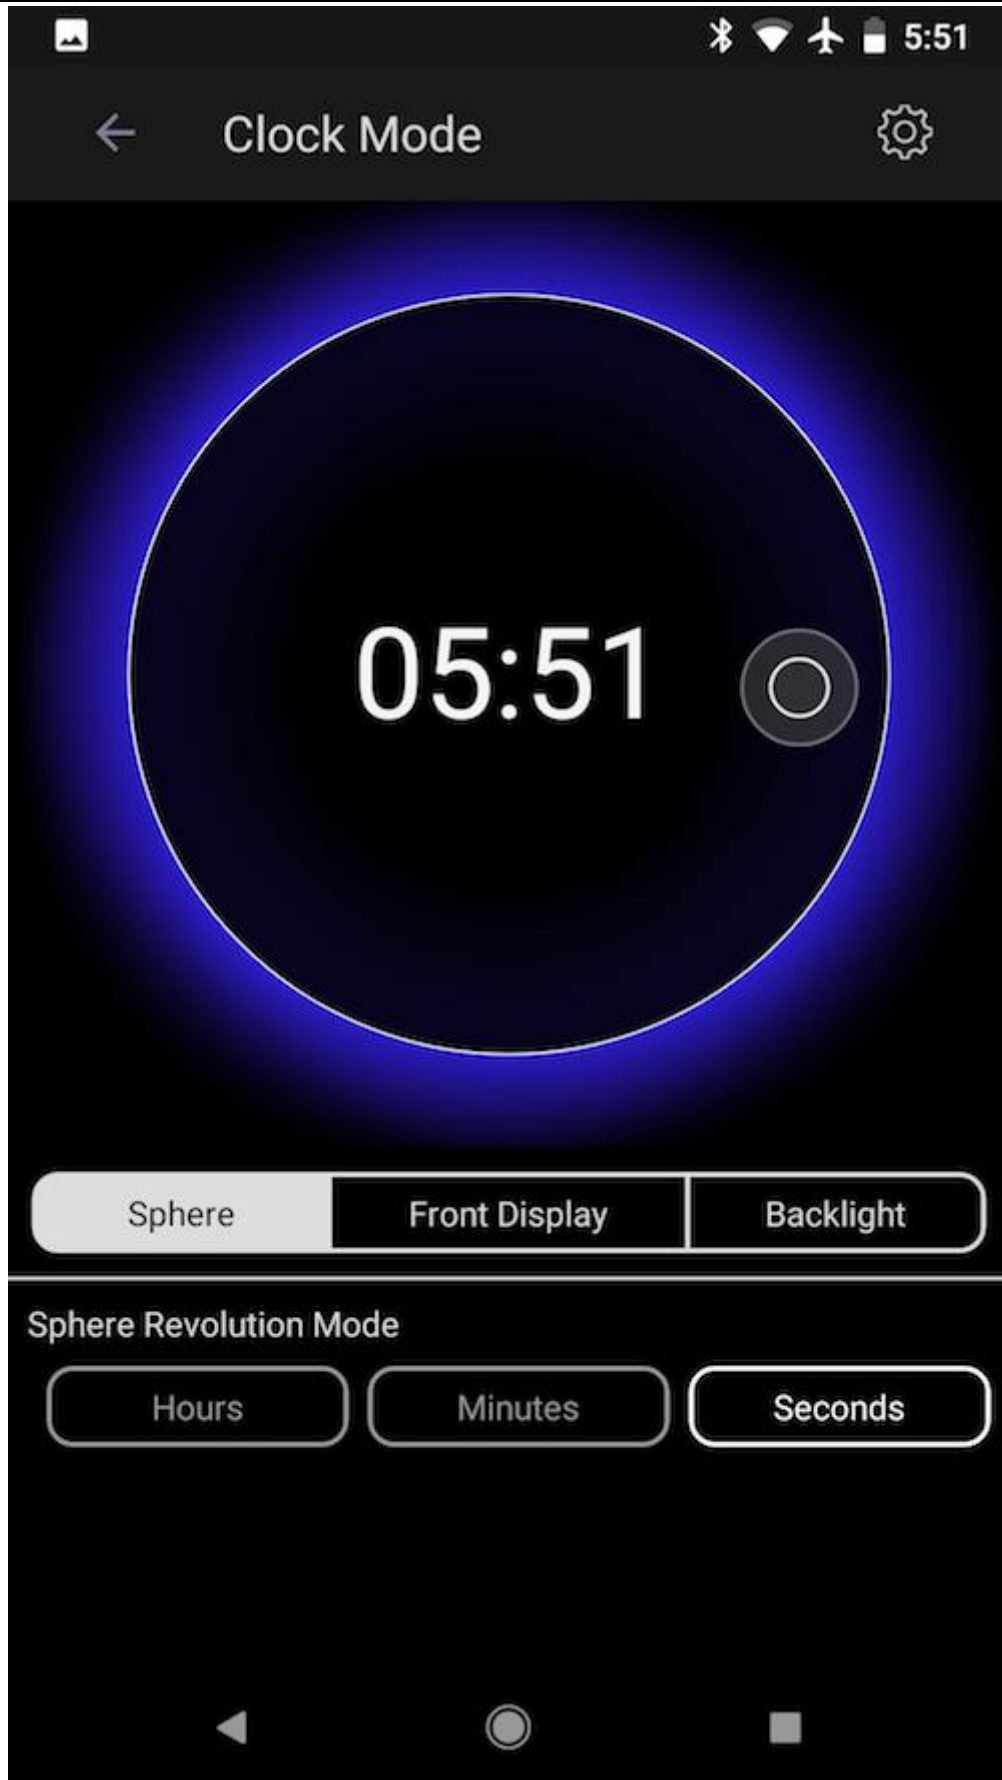 5:51
Clock Mode
05:51
Sphere Front Display Backlight
Sphere Revolution Mode
Hours Minutes Seconds